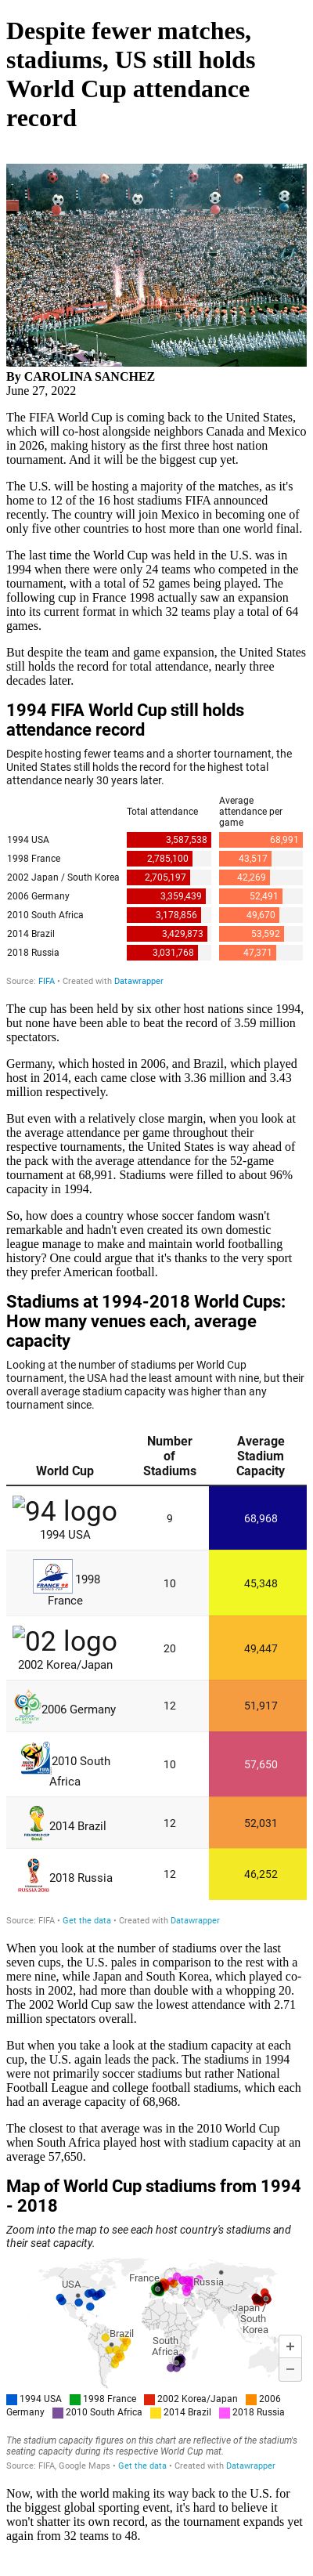 Despite fewer matches,
stadiums, US still holds
World Cup attendance
record
By CAROLINA SANCHEZ
June 27, 2022
The FIFA World Cup is coming back to the United States,
which will co-host alongside neighbors Canada and Mexico
in 2026, making history as the first three host nation
tournament. And it will be the biggest cup yet.
The U.S. will be hosting a majority of the matches, as it's
home to 12 of the 16 host stadiums FIFA announced
recently. The country will join Mexico in becoming one of
only five other countries to host more than one world final.
The last time the World Cup was held in the U.S. was in
1994 when there were only 24 teams who competed in the
tournament, with a total of 52 games being played. The
following cup in France 1998 actually saw an expansion
into its current format in which 32 teams play a total of 64
games.
But despite the team and game expansion, the United States
still holds the record for total attendance, nearly three
decades later.
1994 FIFA World Cup still holds
attendance record
Despite hosting fewer teams and a shorter tournament, the
United States still holds the record for the highest total
attendance nearly 30 years later.
Total attendance
Average
attendance per
game
1994 USA 3,587,538 68,991
1998 France 2,785,100 43,517
2002 Japan / South Korea 2,705,197 42,269
2006 Germany 3,359,439 52,491
2010 South Africa 3,178,856 49,670
2014 Brazil 3,429,873 53,592
2018 Russia 3,031,768 47,371
Source: FIFA • Created with Datawrapper
The cup has been held by six other host nations since 1994,
but none have been able to beat the record of 3.59 million
spectators.
Germany, which hosted in 2006, and Brazil, which played
host in 2014, each came close with 3.36 million and 3.43
million respectively.
But even with a relatively close margin, when you look at
the average attendance per game throughout their
respective tournaments, the United States is way ahead of
the pack with the average attendance for the 52-game
tournament at 68,991. Stadiums were filled to about 96%
capacity in 1994.
So, how does a country whose soccer fandom wasn't
remarkable and hadn't even created its own domestic
league manage to make and maintain world footballing
history? One could argue that it's thanks to the very sport
they prefer American football.
Stadiums at 1994-2018 World Cups:
How many venues each, average
capacity
Looking at the number of stadiums per World Cup
tournament, the USA had the least amount with nine, but their
overall average stadium capacity was higher than any
tournament since.
World Cup
Number
of
Stadiums
Average
Stadium
Capacity
94 logo
1994 USA 9 68,968
FRANCE 98 1998
France 10 45,348
02 logo
2002 Korea/Japan 20 49,447
2006 Germany 12 51,917
2010 South
Africa 10 57,650
2014 Brazil 12 52,031
2018 Russia 12 46,252
Source: FIFA • Get the data • Created with Datawrapper
When you look at the number of stadiums over the last
seven cups, the U.S. pales in comparison to the rest with a
mere nine, while Japan and South Korea, which played co-
hosts in 2002, had more than double with a whopping 20.
The 2002 World Cup saw the lowest attendance with 2.71
million spectators overall.
But when you take a look at the stadium capacity at each
cup, the U.S. again leads the pack. The stadiums in 1994
were not primarily soccer stadiums but rather National
Football League and college football stadiums, which each
had an average capacity of 68,968.
The closest to that average was in the 2010 World Cup
when South Africa played host with stadium capacity at an
average 57,650.
Map of World Cup stadiums from 1994
- 2018
Zoom into the map to see each host country's stadiums and
their seat capacity.
France
Russia
USA
Japan /
South
Korea
Brazil
South
Africa
+
−
1994 USA 1998 France 2002 Korea/Japan 2006
Germany 2010 South Africa 2014 Brazil 2018 Russia
The stadium capacity figures on this chart are reflective of the stadium's
seating capacity during its respective World Cup mat.
Source: FIFA, Google Maps • Get the data • Created with Datawrapper
Now, with the world making its way back to the U.S. for
the biggest global sporting event, it's hard to believe it
won't shatter its own record, as the tournament expands yet
again from 32 teams to 48.